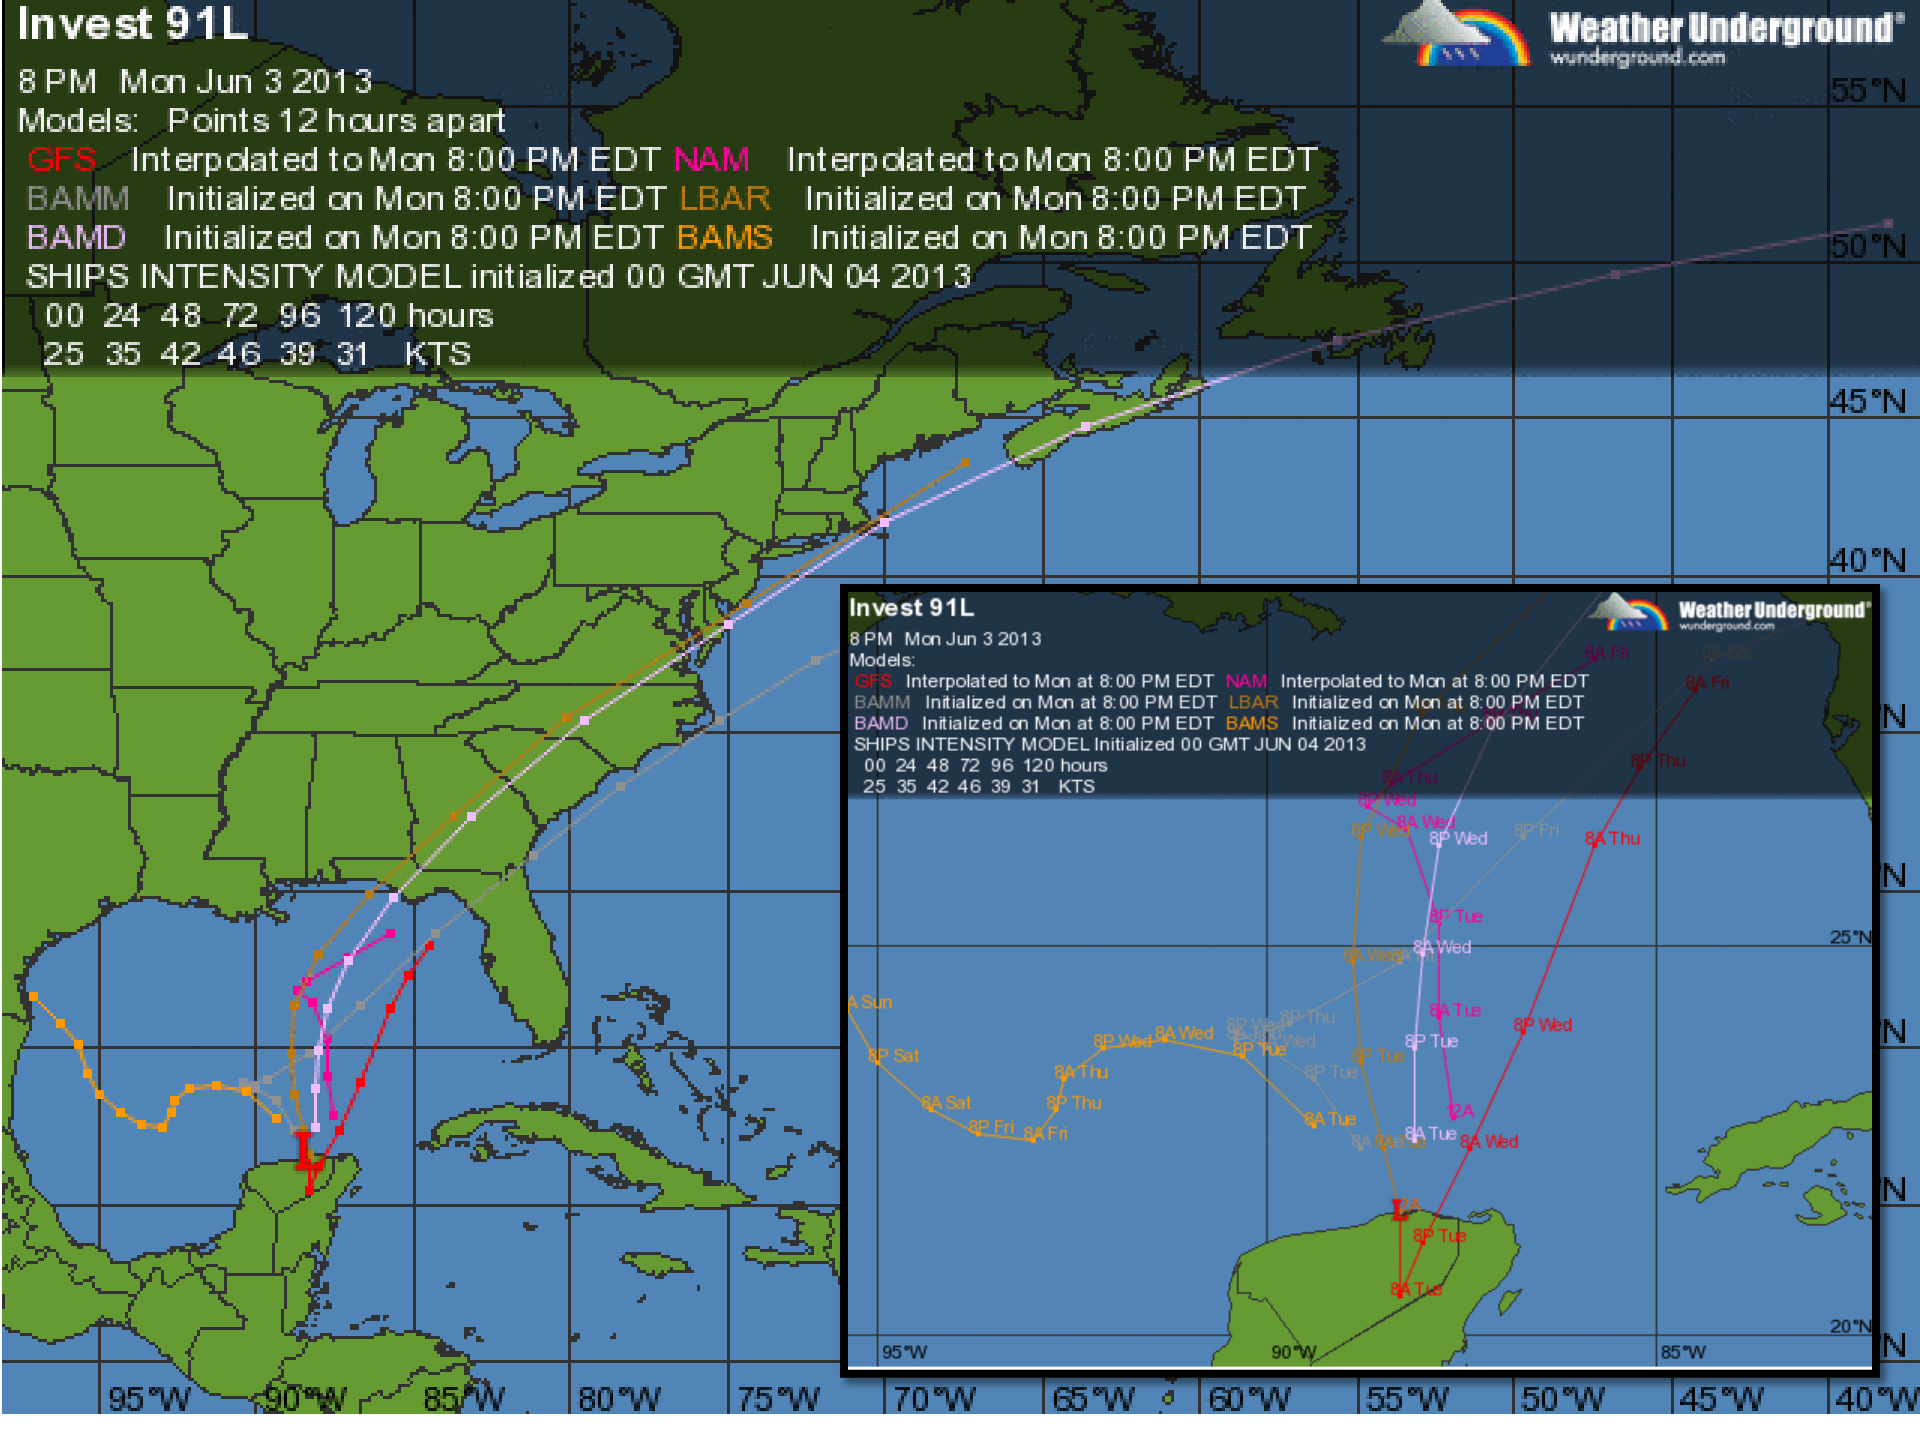 Invest 91L
Weather Underground®
wunderground.com
8 PM Mon Jun 3 2013
Models: Points 12 hours apart
GFS Interpolated to Mon 8:00 PM EDT NAM Interpolated to Mon 8:00 PM EDT
BAMM Initialized on Mon 8:00 PM EDT LBAR Initialized on Mon 8:00 PM EDT
BAMD Initialized on Mon 8:00 PM EDT BAMS Initialized on Mon 8:00 PM EDT
SHIPS INTENSITY MODEL initialized 00 GMT JUN 04 2013
00 24 48 72 96 120 hours
25 35 42 46 39 31 KTS
55°N
50°N
45°N
40°N
N
N
N
N
N
L
95°W 90°W 85°W 80°W 75°W 70°W 65°W 60°W 55°W 50°W 45°W 40°W
Invest 91L
Weather Underground®
wunderground.com
8 PM Mon Jun 3 2013
Models:
GFS Interpolated to Mon at 8:00 PM EDT NAM Interpolated to Mon at 8:00 PM EDT
BAMM Initialized on Mon at 8:00 PM EDT LBAR Initialized on Mon at 8:00 PM EDT
BAMD Initialized on Mon at 8:00 PM EDT BAMS Initialized on Mon at 8:00 PM EDT
SHIPS INTENSITY MODEL Initialized 00 GMT JUN 04 2013
00 24 48 72 96 120 hours
25 35 42 46 39 31 KTS
8A Fri
8A Fri
8P Thu
8A Thu
8P Wed
8A Wed
8P Wed
8P Wed
8P Fri
8A Thu
8P Tue
8A Wed
8A Wed
25°N
A Sun
8A Tue
8P Thu
8P Wed
8P Wed
8A Wed
8P Tue
8P Tue
8P Sat
8P Tue
8A Thu
8P Tue
8A Sat
8P Thu
12A
8A Tue
8P Fri
8A Fri
8A Tue
8A Wed
L
8P Tue
8A Tue
20°N
95°W 90°W 85°W